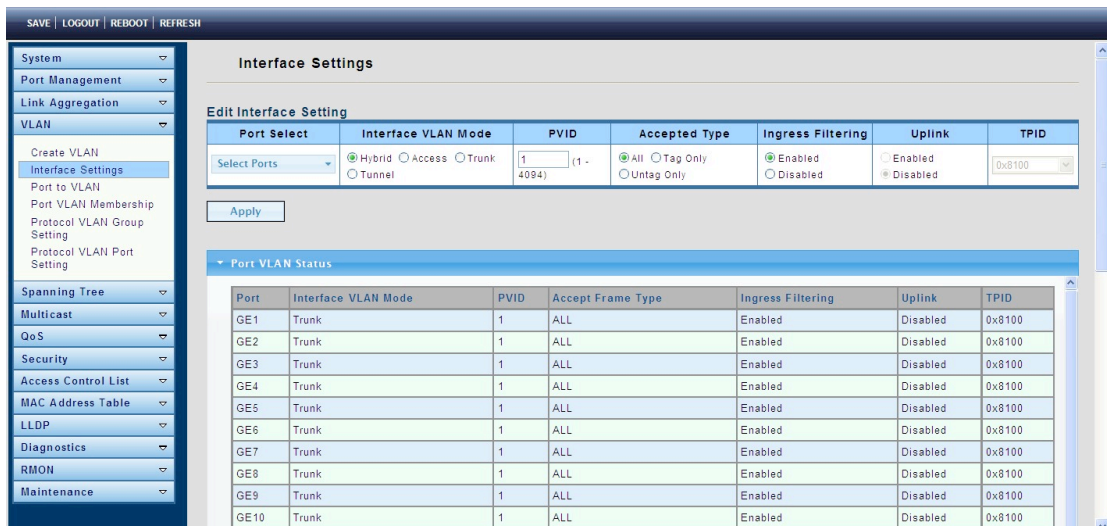 SAVE | LOGOUT | REBOOT | REFRESH
System
Port Management
Link Aggregation
VLAN
Create VLAN
Interface Settings
Port to VLAN
Port VLAN Membership
Protocol VLAN Group
Setting
Protocol VLAN Port
Setting
Spanning Tree
Multicast
QoS
Security
Access Control List
MAC Address Table
LLDP
Diagnostics
RMON
Maintenance
Interface Settings
Edit Interface Setting
Port Select Interface VLAN Mode PVID Accepted Type Ingress Filtering Uplink TPID
Select Ports Hybrid Access Trunk 1 (1 - All Tag Only Enabled Enabled 0x8100
Tunnel 4094) Untag Only Disabled Disabled
Apply
Port VLAN Status
Port Interface VLAN Mode PVID Accept Frame Type Ingress Filtering Uplink TPID
GE1 Trunk 1 ALL Enabled Disabled 0x8100
GE2 Trunk 1 ALL Enabled Disabled 0x8100
GE3 Trunk 1 ALL Enabled Disabled 0x8100
GE4 Trunk 1 ALL Enabled Disabled 0x8100
GE5 Trunk 1 ALL Enabled Disabled 0x8100
GE6 Trunk 1 ALL Enabled Disabled 0x8100
GE7 Trunk 1 ALL Enabled Disabled 0x8100
GE8 Trunk 1 ALL Enabled Disabled 0x8100
GE9 Trunk 1 ALL Enabled Disabled 0x8100
GE10 Trunk 1 ALL Enabled Disabled 0x8100